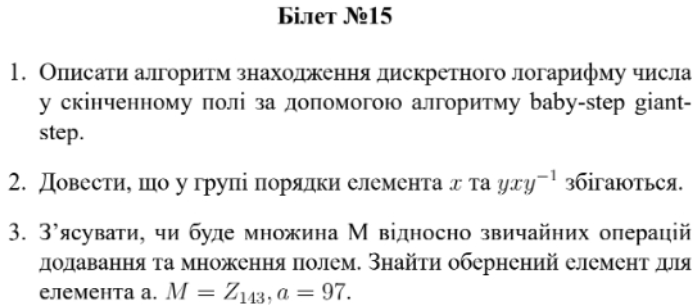 Білет №15
1. Описати алгоритм знаходження дискретного логарифму числа
у скінченному полі за допомогою алгоритму baby-step giant-
step.
2. Довести, що у групі порядки елемента x та yxy⁻¹ збігаються.
3. З’ясувати, чи буде множина М відносно звичайних операцій
додавання та множення полем. Знайти обернений елемент для
елемента а. M = Z₁₄₃, a = 97.